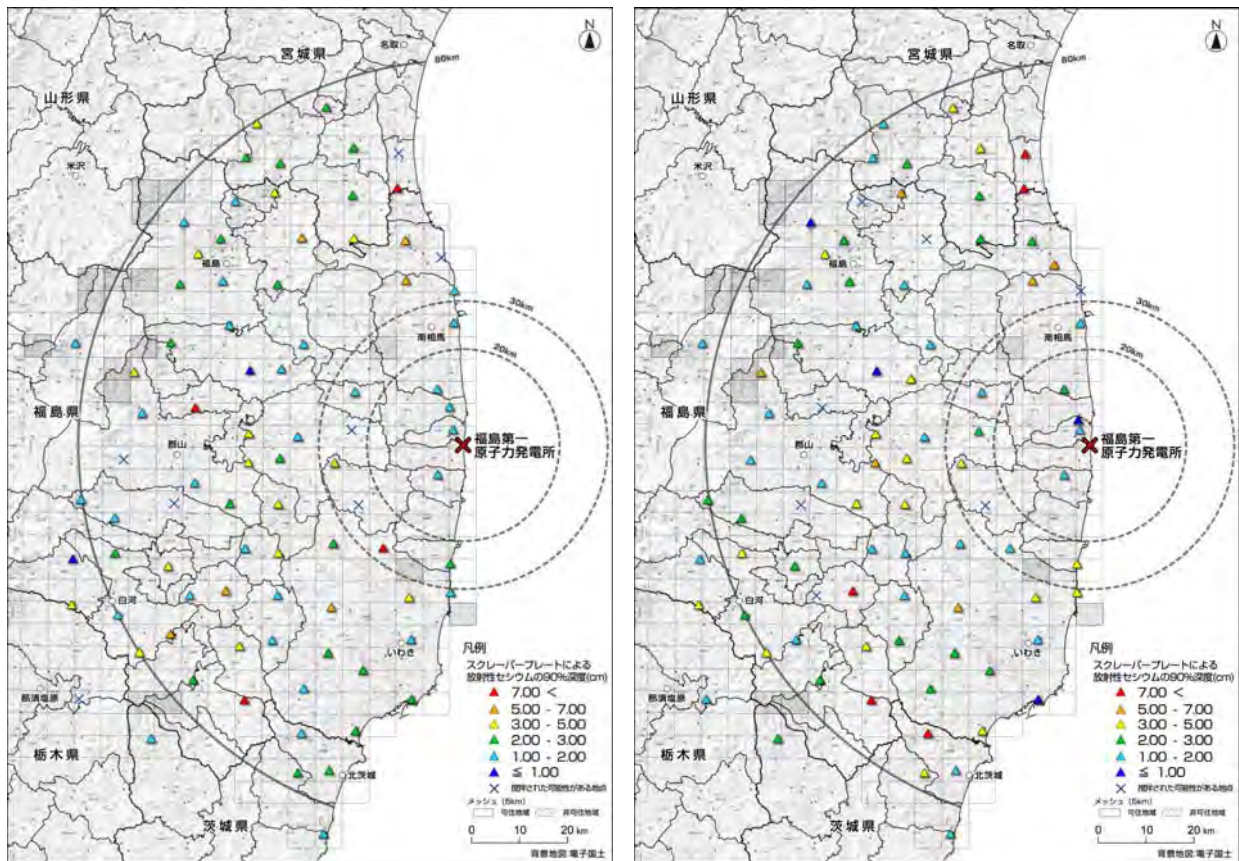 N
宮城県
名取
80km
山形県
米沢
福島
30km
南相馬
20km
福島県
郡山
福島第一
原子力発電所
白河
いわき
凡例
スクレーパープレートによる
放射性セシウムの90%深度(cm)
7.00 <
5.00 - 7.00
3.00 - 5.00
2.00 - 3.00
1.00 - 2.00
≦ 1.00
撹拌された可能性がある地点
メッシュ (5km)
可住地域 非可住地域
0 10 20 km
背景地図:電子国土
那須塩原
栃木県
北茨城
茨城県
N
宮城県
名取
80km
山形県
米沢
福島
30km
南相馬
20km
福島県
郡山
福島第一
原子力発電所
白河
いわき
凡例
スクレーパープレートによる
放射性セシウムの90%深度(cm)
7.00 <
5.00 - 7.00
3.00 - 5.00
2.00 - 3.00
1.00 - 2.00
≦ 1.00
撹拌された可能性がある地点
メッシュ (5km)
可住地域 非可住地域
0 10 20 km
背景地図:電子国土
那須塩原
栃木県
北茨城
茨城県